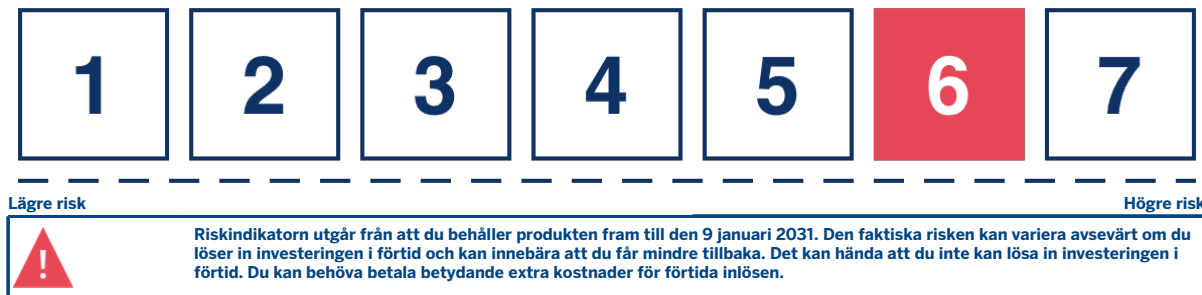 1 2 3 4 5 6 7
Lägre risk Högre risk
!
Riskindikatorn utgår från att du behåller produkten fram till den 9 januari 2031. Den faktiska risken kan variera avsevärt om du
löser in investeringen i förtid och kan innebära att du får mindre tillbaka. Det kan hända att du inte kan lösa in investeringen i
förtid. Du kan behöva betala betydande extra kostnader för förtida inlösen.